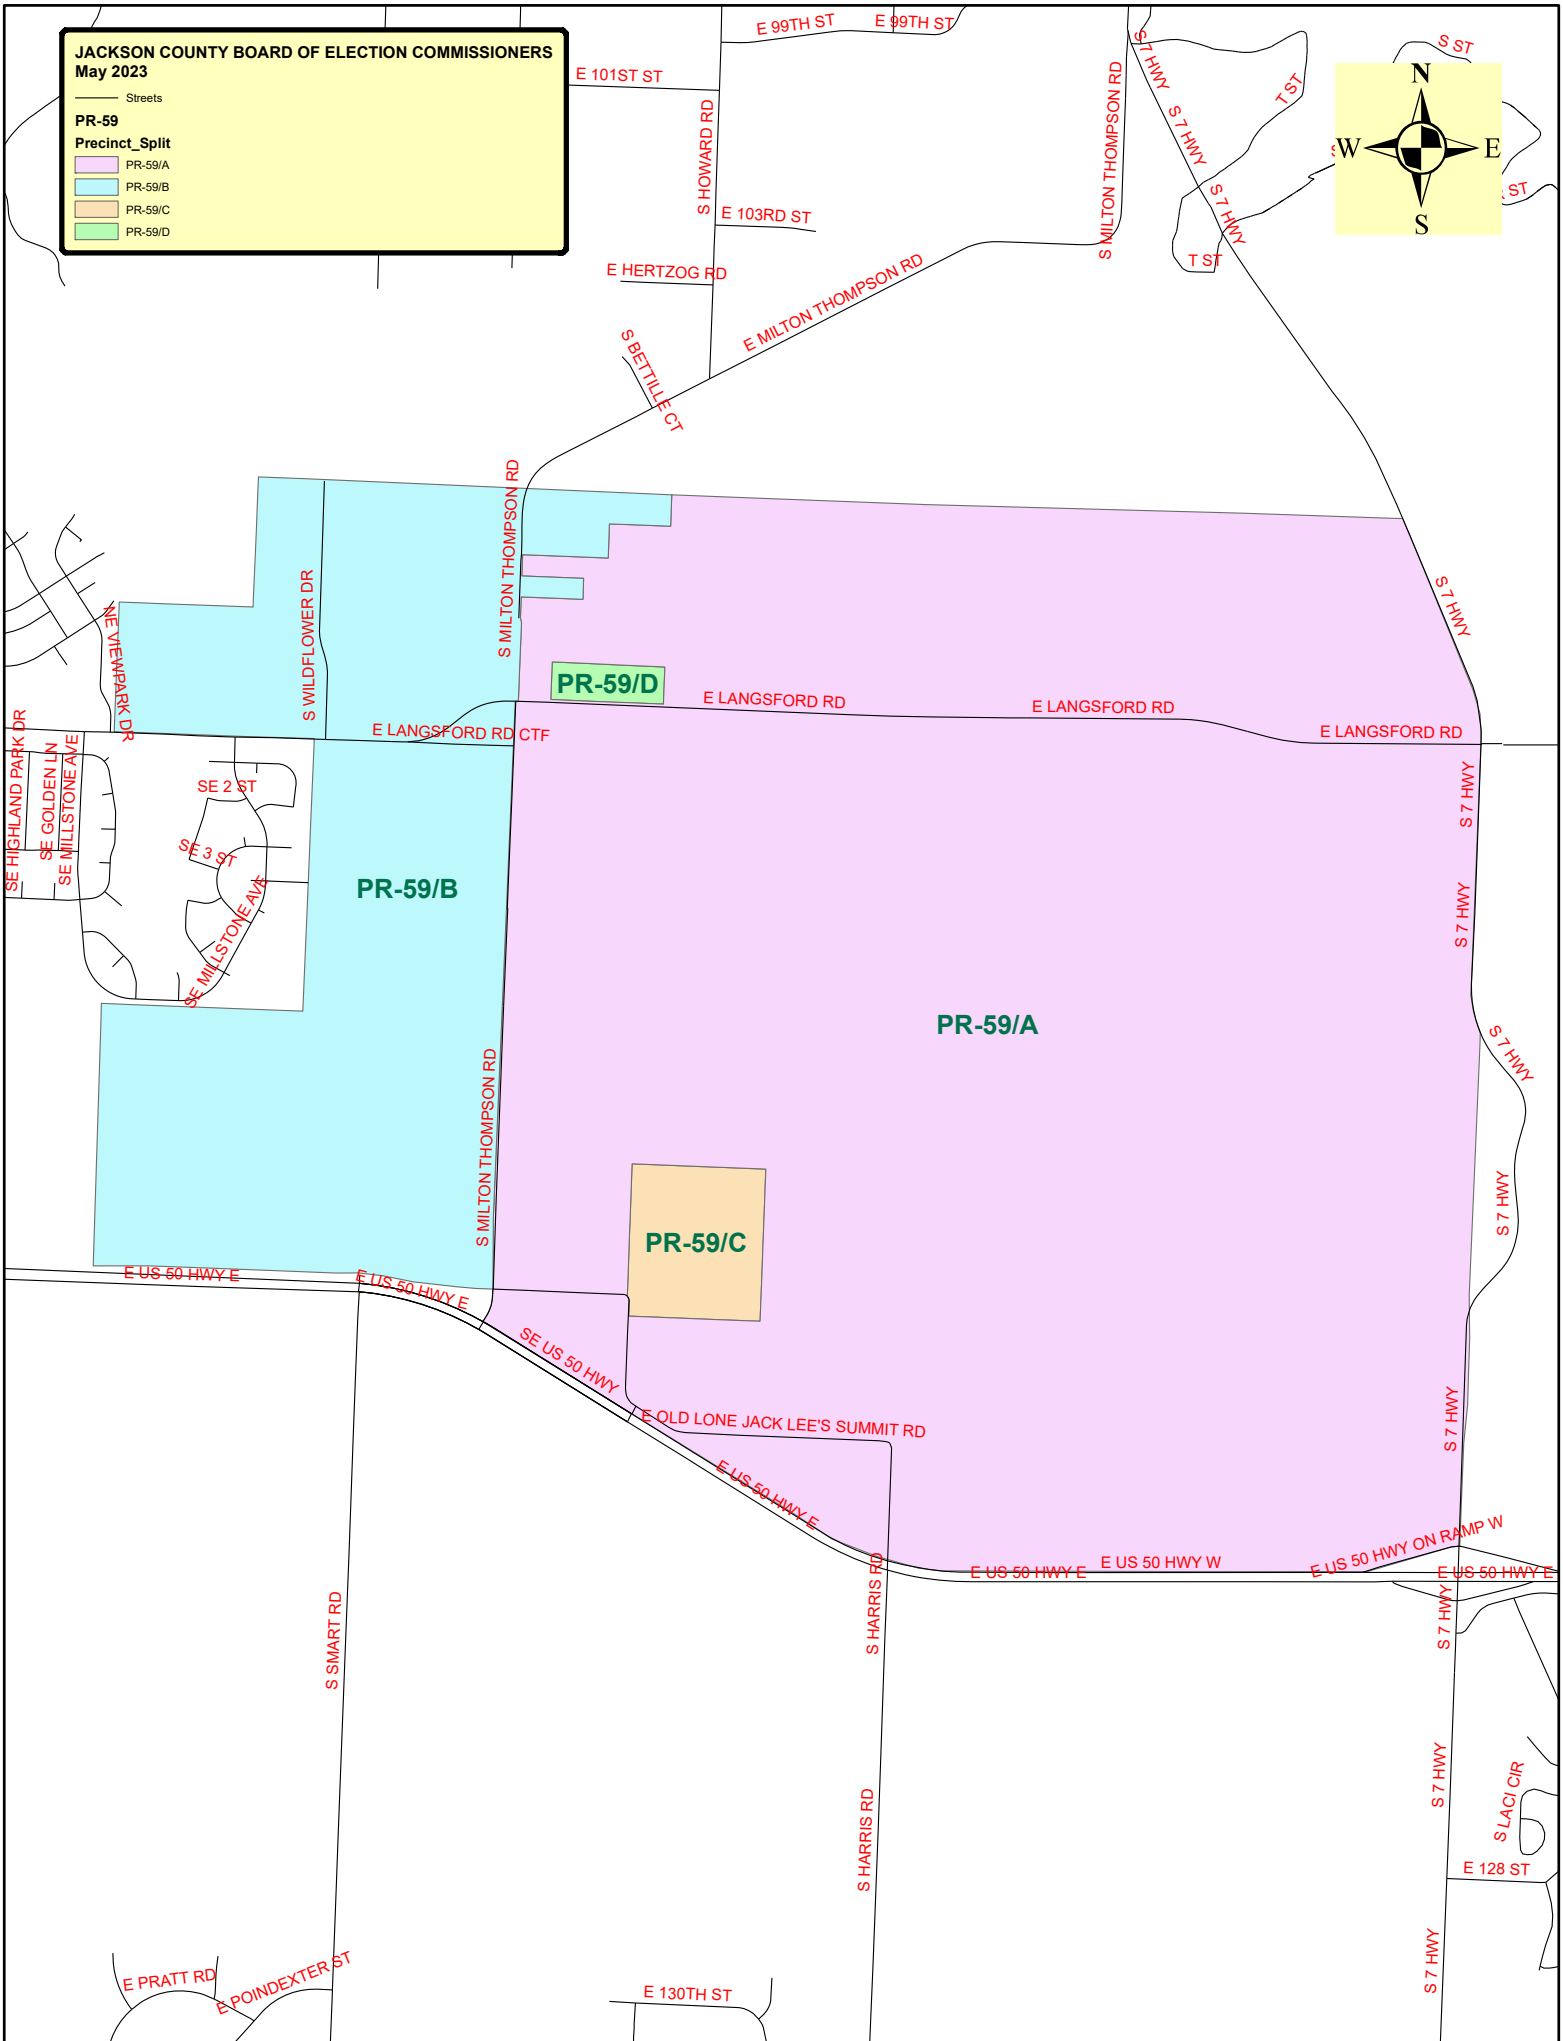 JACKSON COUNTY BOARD OF ELECTION COMMISSIONERS
May 2023
Streets
PR-59
Precinct_Split
PR-59/A
PR-59/B
PR-59/C
PR-59/D
E 99TH ST
E 99TH ST
E 101ST ST
S HOWARD RD
S MILTON THOMPSON RD
S 7 HWY
S 7 HWY
S 7 HWY
T ST
T ST
S ST
N
W
E
S
ST
E 103RD ST
E HERTZOG RD
E MILTON THOMPSON RD
S BETTILLE CT
S MILTON THOMPSON RD
S WILDFLOWER DR
NE VIEWPARK DR
S 7 HWY
PR-59/D
E LANGSFORD RD
E LANGSFORD RD
E LANGSFORD RD
E LANGSFORD RD CTF
SE HIGHLAND PARK DR
SE GOLDEN LN
SE MILLSTONE AVE
SE 2 ST
SE 3 ST
SE MILLSTONE AVE
S 7 HWY
S 7 HWY
PR-59/B
PR-59/A
S 7 HWY
S MILTON THOMPSON RD
S 7 HWY
PR-59/C
E US 50 HWY E
E US 50 HWY E
SE US 50 HWY
E OLD LONE JACK LEE'S SUMMIT RD
S 7 HWY
E US 50 HWY E
E US 50 HWY E
E US 50 HWY W
E US 50 HWY ON RAMP W
E US 50 HWY E
S HARRIS RD
S SMART RD
S 7 HWY
S HARRIS RD
S 7 HWY
S LACI CIR
E 128 ST
S 7 HWY
E PRATT RD
E POINDEXTER ST
E 130TH ST